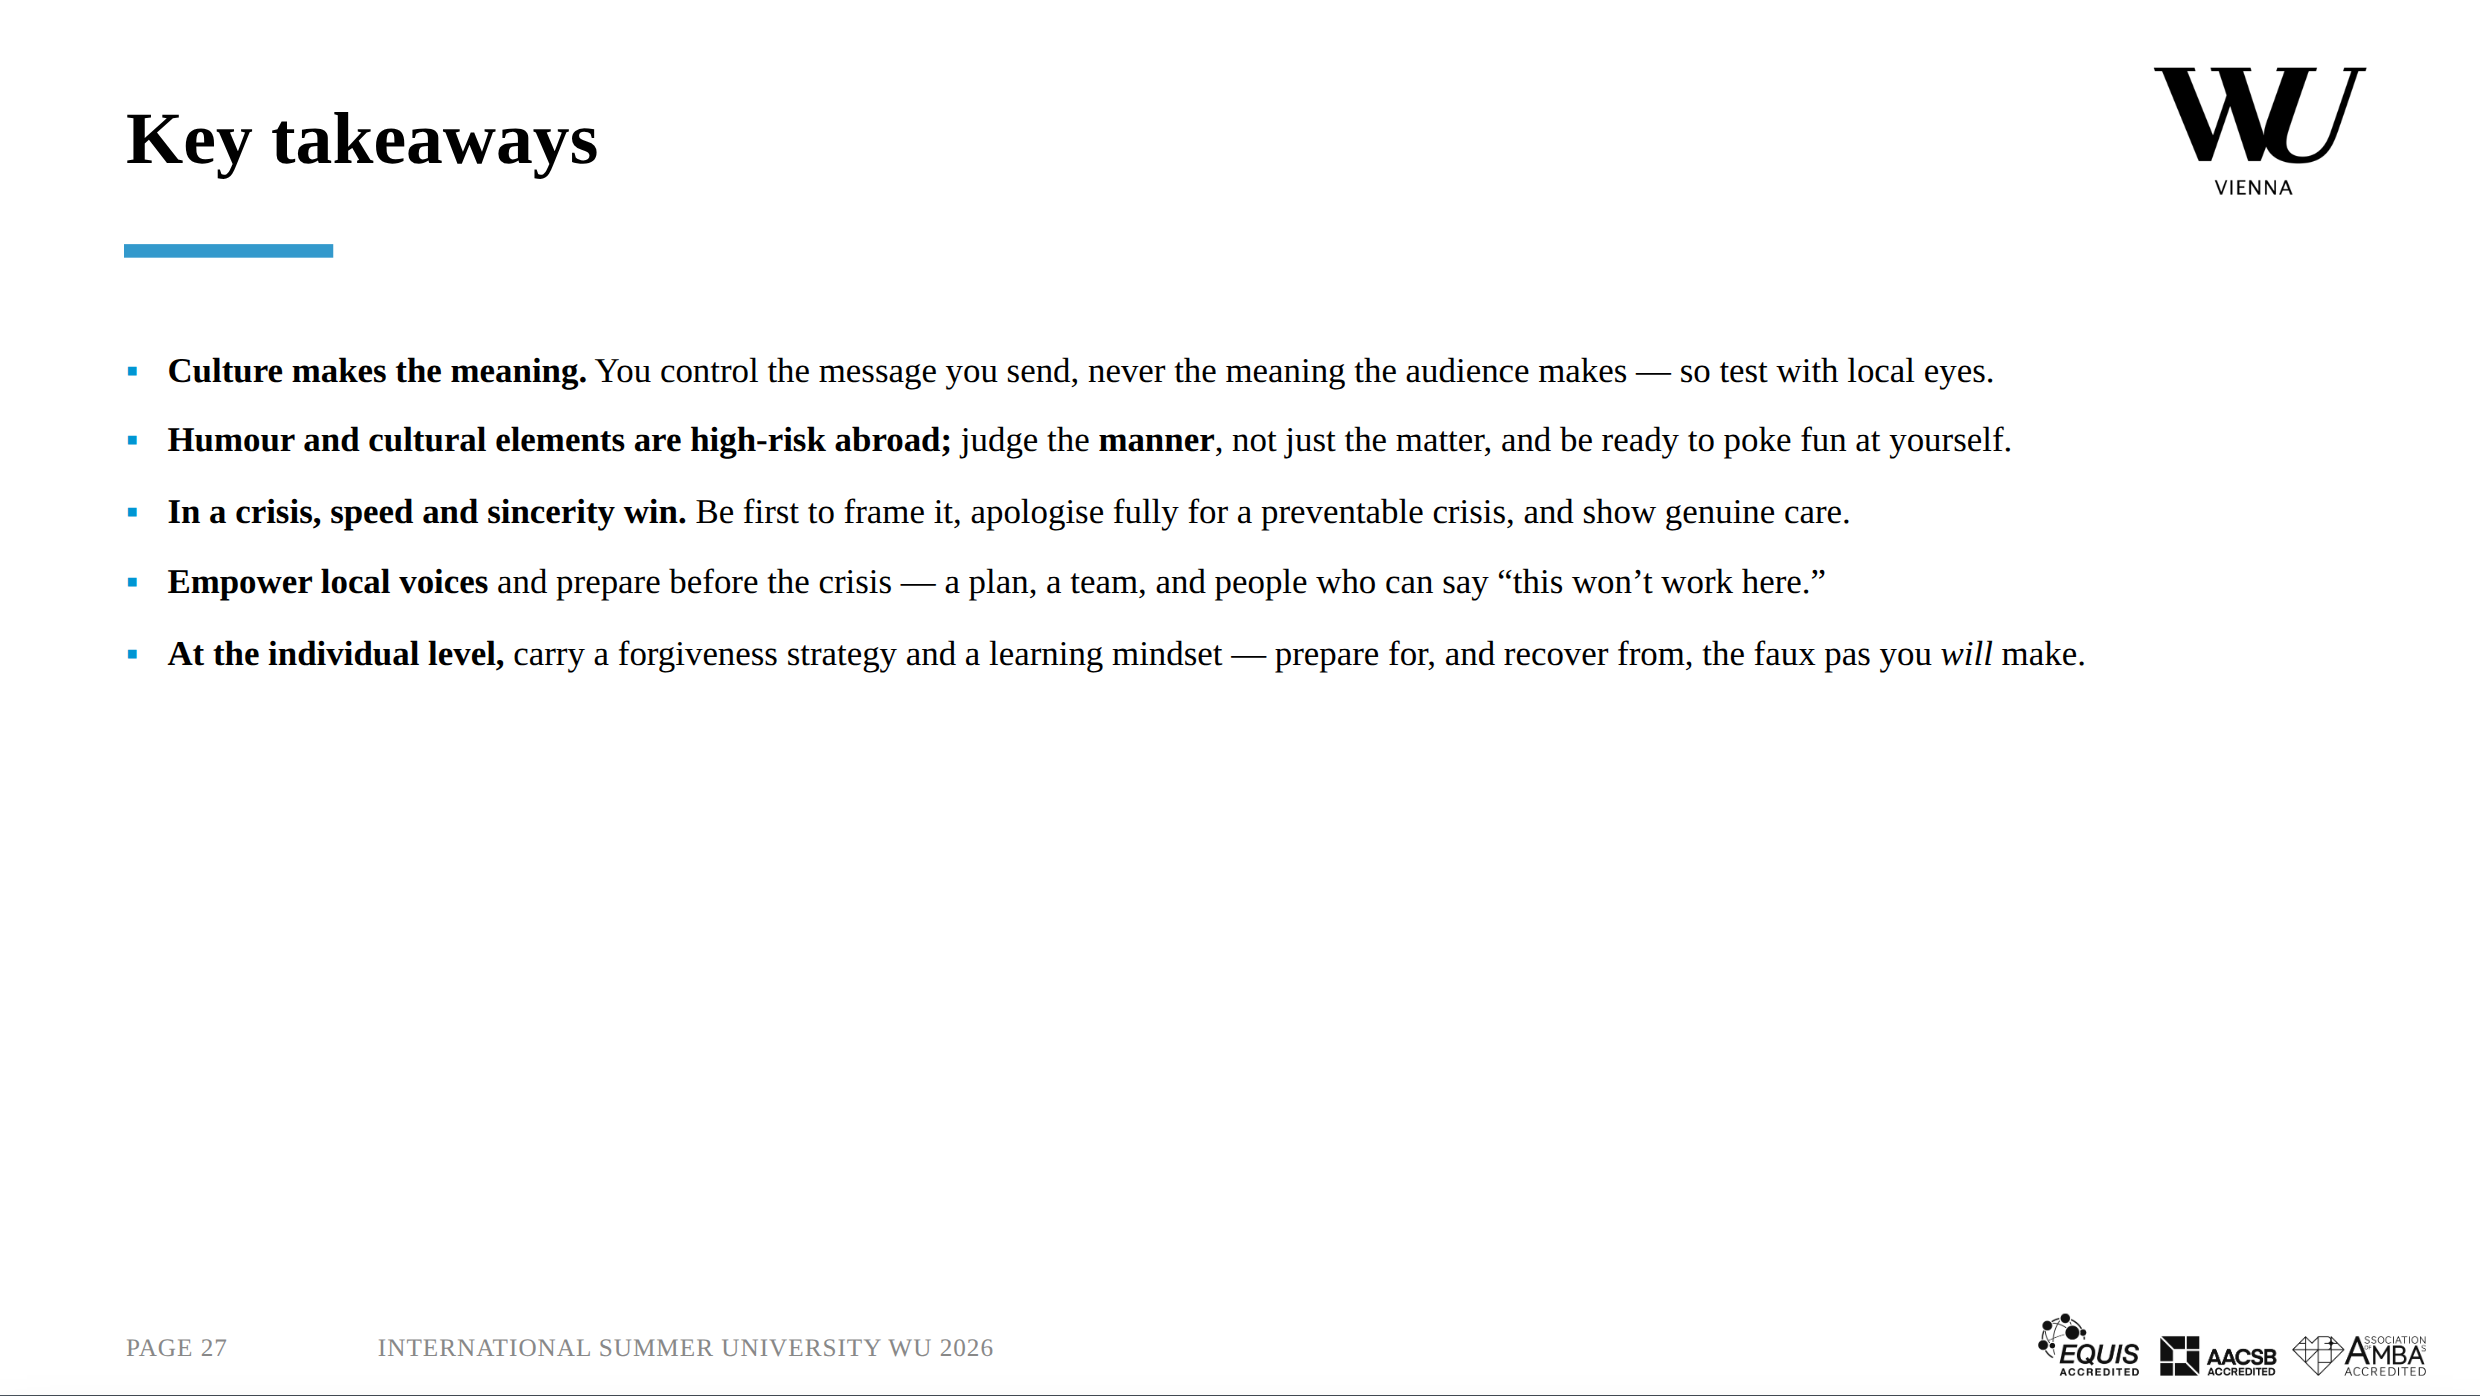 Key takeaways
WU
VIENNA
▪ Culture makes the meaning. You control the message you send, never the meaning the audience makes — so test with local eyes.
▪ Humour and cultural elements are high-risk abroad; judge the manner, not just the matter, and be ready to poke fun at yourself.
▪ In a crisis, speed and sincerity win. Be first to frame it, apologise fully for a preventable crisis, and show genuine care.
▪ Empower local voices and prepare before the crisis — a plan, a team, and people who can say “this won’t work here.”
▪ At the individual level, carry a forgiveness strategy and a learning mindset — prepare for, and recover from, the faux pas you will make.
PAGE 27
INTERNATIONAL SUMMER UNIVERSITY WU 2026
EQUIS
ACCREDITED
AACSB
ACCREDITED
ASSOCIATION
OF
AMBAS
ACCREDITED